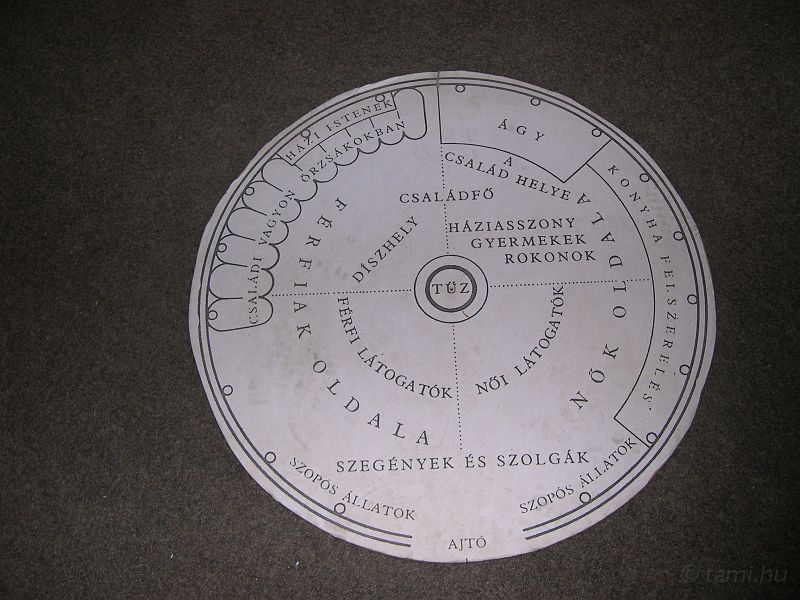 HÁZI ISTENEK
CSALÁDI VAGYON ŐRZSÁKOKBAN
ÁGY
A
CSALÁD HELYE
KONYHA FELSZERELÉS
CSALÁDFŐ
DÍSZHELY
HÁZIASSZONY
GYERMEKEK
ROKONOK
FÉRFIAK OLDALA
NŐK OLDALA
TŰZ
FÉRFI LÁTOGATÓK
NŐI LÁTOGATÓK
SZEGÉNYEK ÉS SZOLGÁK
SZOPÓS ÁLLATOK
SZOPÓS ÁLLATOK
AJTÓ
© tami.hu